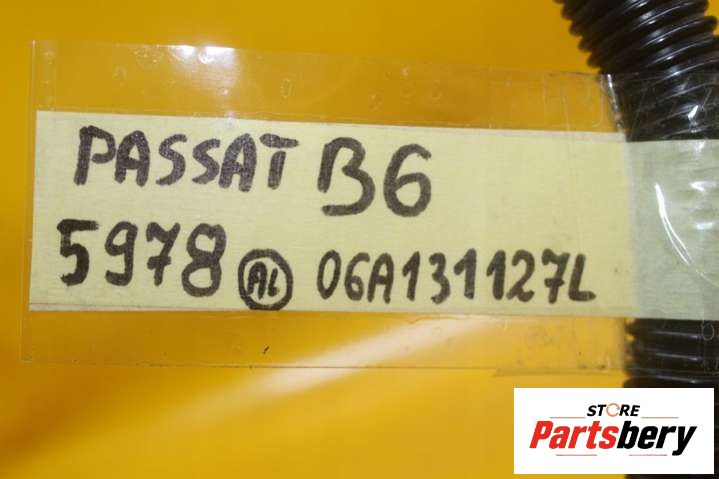 PASSAT B6
5978 AL 06A131127L
STORE
Partsbery